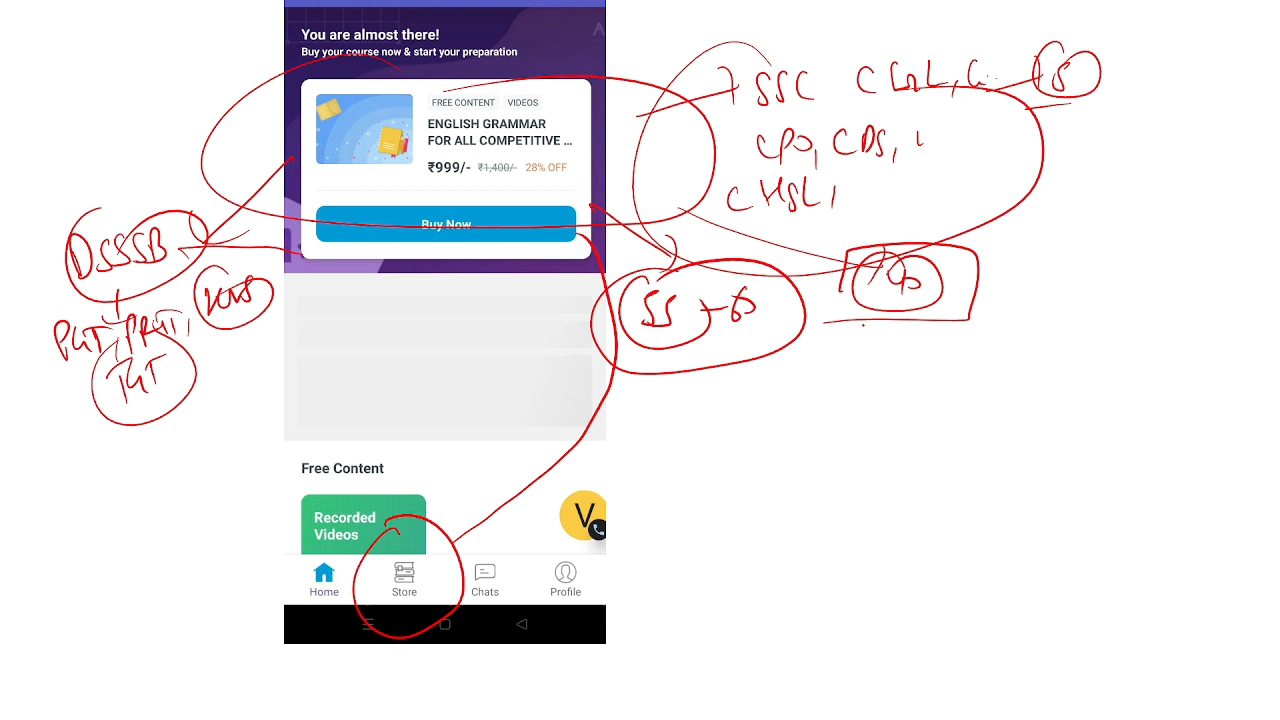 You are almost there!
Buy your course now & start your preparation
FREE CONTENT VIDEOS
ENGLISH GRAMMAR
FOR ALL COMPETITIVE ...
₹999/- ₹1,400/- 28% OFF
Buy Now
SSC CGL,
CPO, CDS,
CHSL,
DSSSB
KVS
PGT, PRT,
TGT
SS
Free Content
Recorded
Videos
V
Home Store Chats Profile